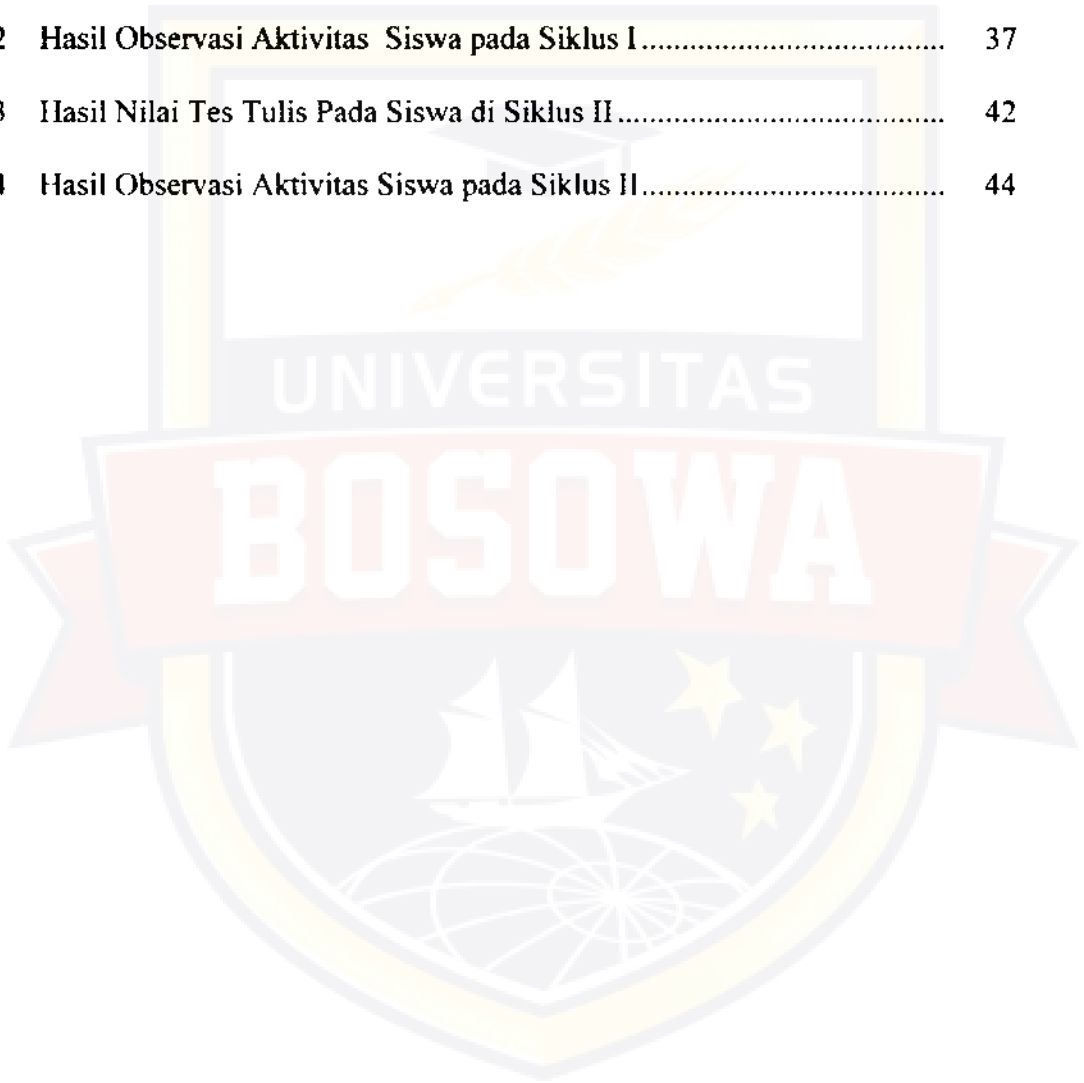 2 Hasil Observasi Aktivitas Siswa pada Siklus I.................................. 37
3 Hasil Nilai Tes Tulis Pada Siswa di Siklus II..................................... 42
4 Hasil Observasi Aktivitas Siswa pada Siklus II.................................. 44
UNIVERSITAS
BOSOWA